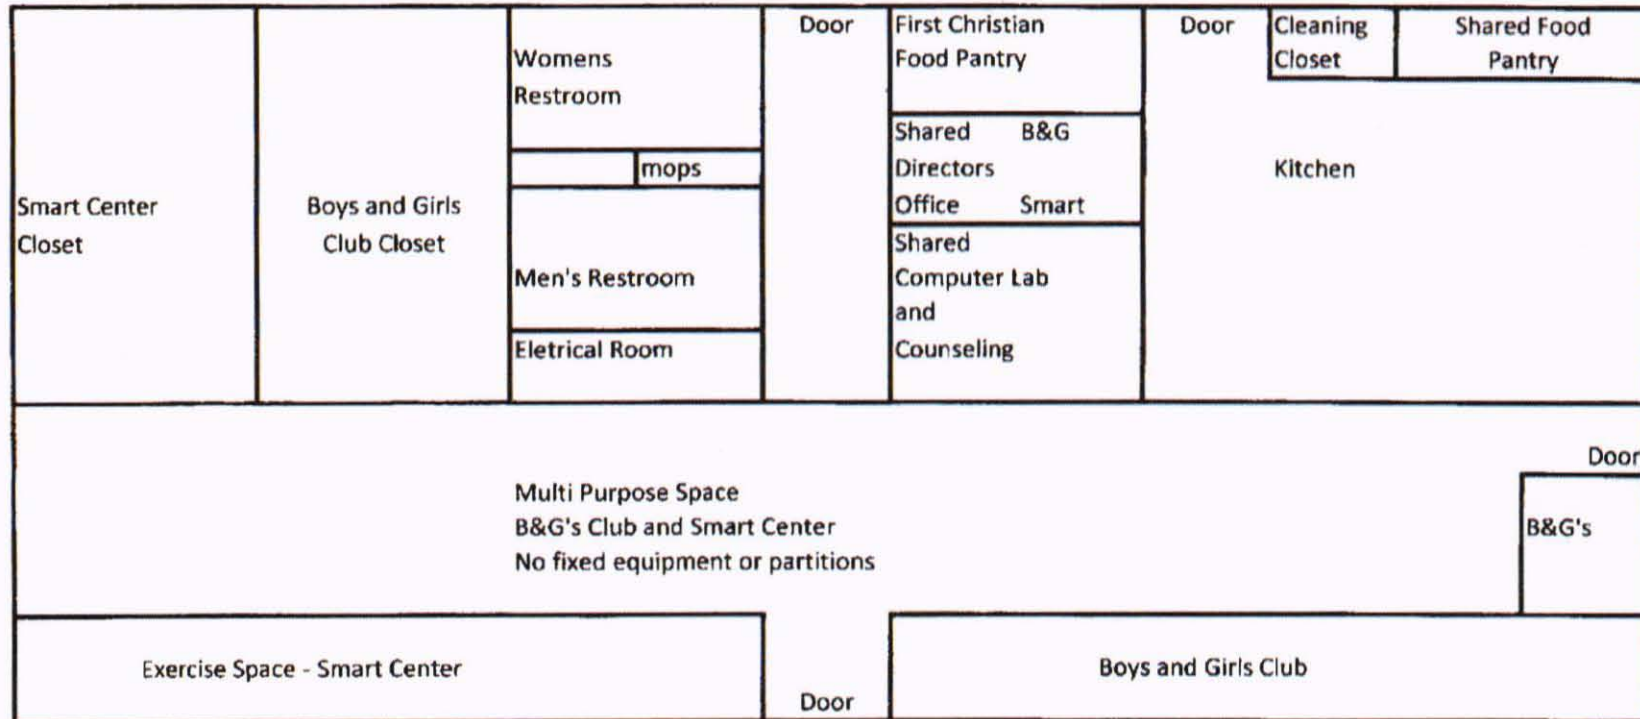 Smart Center
Closet
Boys and Girls
Club Closet
Womens
Restroom
mops
Men's Restroom
Eletrical Room
Door
First Christian
Food Pantry
Shared B&G
Directors
Office Smart
Shared
Computer Lab
and
Counseling
Door
Cleaning
Closet
Shared Food
Pantry
Kitchen
Door
Multi Purpose Space
B&G's Club and Smart Center
No fixed equipment or partitions
B&G's
Exercise Space - Smart Center
Door
Boys and Girls Club